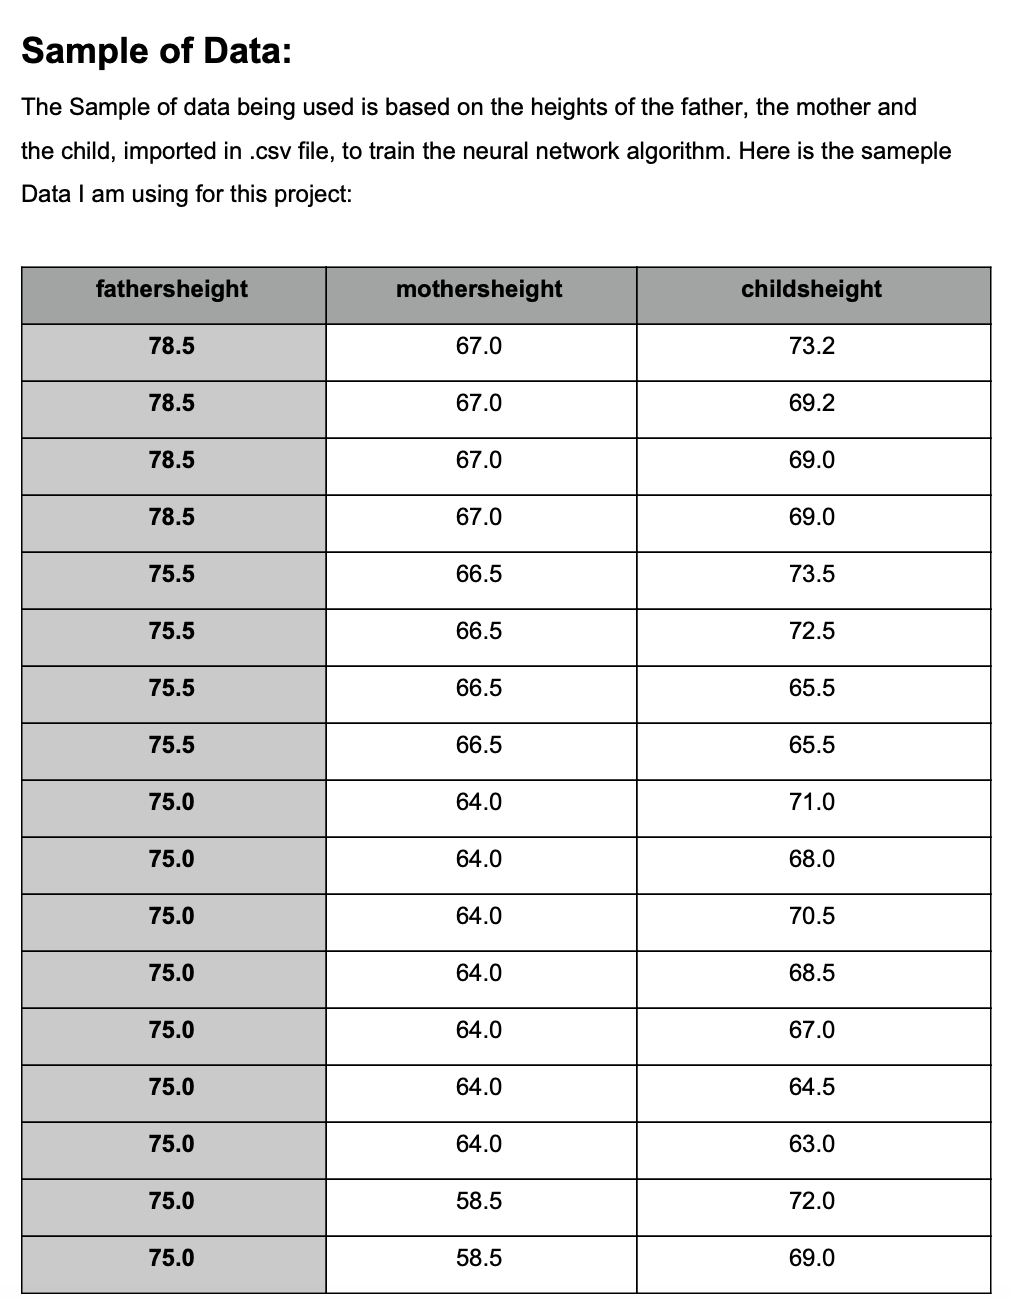 Sample of Data:
The Sample of data being used is based on the heights of the father, the mother and
the child, imported in .csv file, to train the neural network algorithm. Here is the sameple
Data I am using for this project:
fathersheight mothersheight childsheight
78.5 67.0 73.2
78.5 67.0 69.2
78.5 67.0 69.0
78.5 67.0 69.0
75.5 66.5 73.5
75.5 66.5 72.5
75.5 66.5 65.5
75.5 66.5 65.5
75.0 64.0 71.0
75.0 64.0 68.0
75.0 64.0 70.5
75.0 64.0 68.5
75.0 64.0 67.0
75.0 64.0 64.5
75.0 64.0 63.0
75.0 58.5 72.0
75.0 58.5 69.0